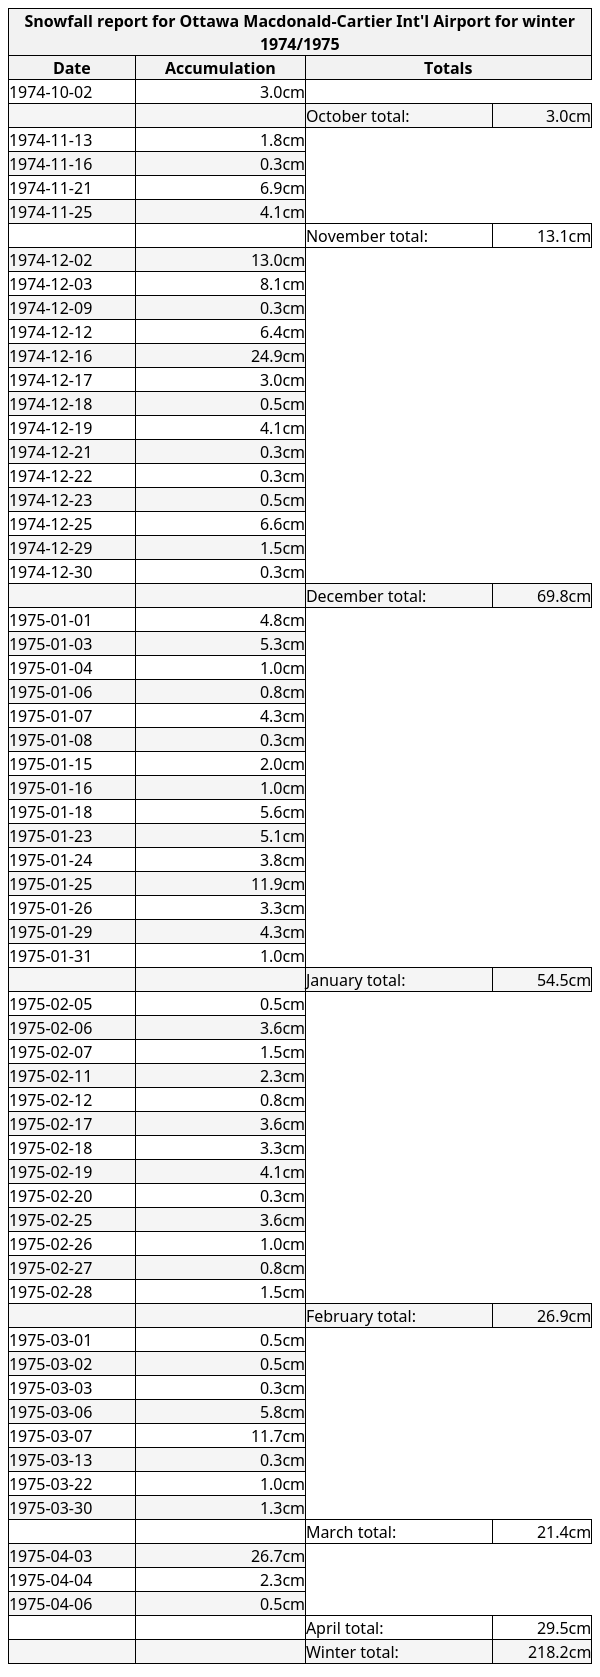 Snowfall report for Ottawa Macdonald-Cartier Int'l Airport for winter
1974/1975
Date Accumulation Totals
1974-10-02 3.0cm
October total: 3.0cm
1974-11-13 1.8cm
1974-11-16 0.3cm
1974-11-21 6.9cm
1974-11-25 4.1cm
November total: 13.1cm
1974-12-02 13.0cm
1974-12-03 8.1cm
1974-12-09 0.3cm
1974-12-12 6.4cm
1974-12-16 24.9cm
1974-12-17 3.0cm
1974-12-18 0.5cm
1974-12-19 4.1cm
1974-12-21 0.3cm
1974-12-22 0.3cm
1974-12-23 0.5cm
1974-12-25 6.6cm
1974-12-29 1.5cm
1974-12-30 0.3cm
December total: 69.8cm
1975-01-01 4.8cm
1975-01-03 5.3cm
1975-01-04 1.0cm
1975-01-06 0.8cm
1975-01-07 4.3cm
1975-01-08 0.3cm
1975-01-15 2.0cm
1975-01-16 1.0cm
1975-01-18 5.6cm
1975-01-23 5.1cm
1975-01-24 3.8cm
1975-01-25 11.9cm
1975-01-26 3.3cm
1975-01-29 4.3cm
1975-01-31 1.0cm
January total: 54.5cm
1975-02-05 0.5cm
1975-02-06 3.6cm
1975-02-07 1.5cm
1975-02-11 2.3cm
1975-02-12 0.8cm
1975-02-17 3.6cm
1975-02-18 3.3cm
1975-02-19 4.1cm
1975-02-20 0.3cm
1975-02-25 3.6cm
1975-02-26 1.0cm
1975-02-27 0.8cm
1975-02-28 1.5cm
February total: 26.9cm
1975-03-01 0.5cm
1975-03-02 0.5cm
1975-03-03 0.3cm
1975-03-06 5.8cm
1975-03-07 11.7cm
1975-03-13 0.3cm
1975-03-22 1.0cm
1975-03-30 1.3cm
March total: 21.4cm
1975-04-03 26.7cm
1975-04-04 2.3cm
1975-04-06 0.5cm
April total: 29.5cm
Winter total: 218.2cm